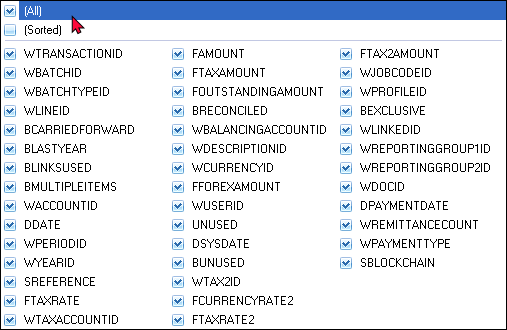 (All)
(Sorted)
WTRANSACTIONID FAMOUNT FTAX2AMOUNT
WBATCHID FTAXAMOUNT WJOBCODEID
WBATCHTYPEID FOUTSTANDINGAMOUNT WPROFILEID
WLINEID BRECONCILED BEXCLUSIVE
BCARRIEDFORWARD WBALANCINGACCOUNTID WLINKEDID
BLASTYEAR WDESCRIPTIONID WREPORTINGGROUP1ID
BLINKSUSED WCURRENCYID WREPORTINGGROUP2ID
BMULTIPLEITEMS FFOREXAMOUNT WDOCID
WACCOUNTID WUSERID DPAYMENTDATE
DDATE UNUSED WREMITTANCECOUNT
WPERIODID DSYSDATE WPAYMENTTYPE
WYEARID BUNUSED SBLOCKCHAIN
SREFERENCE WTAX2ID
FTAXRATE FCURRENCYRATE2
WTAXACCOUNTID FTAXRATE2